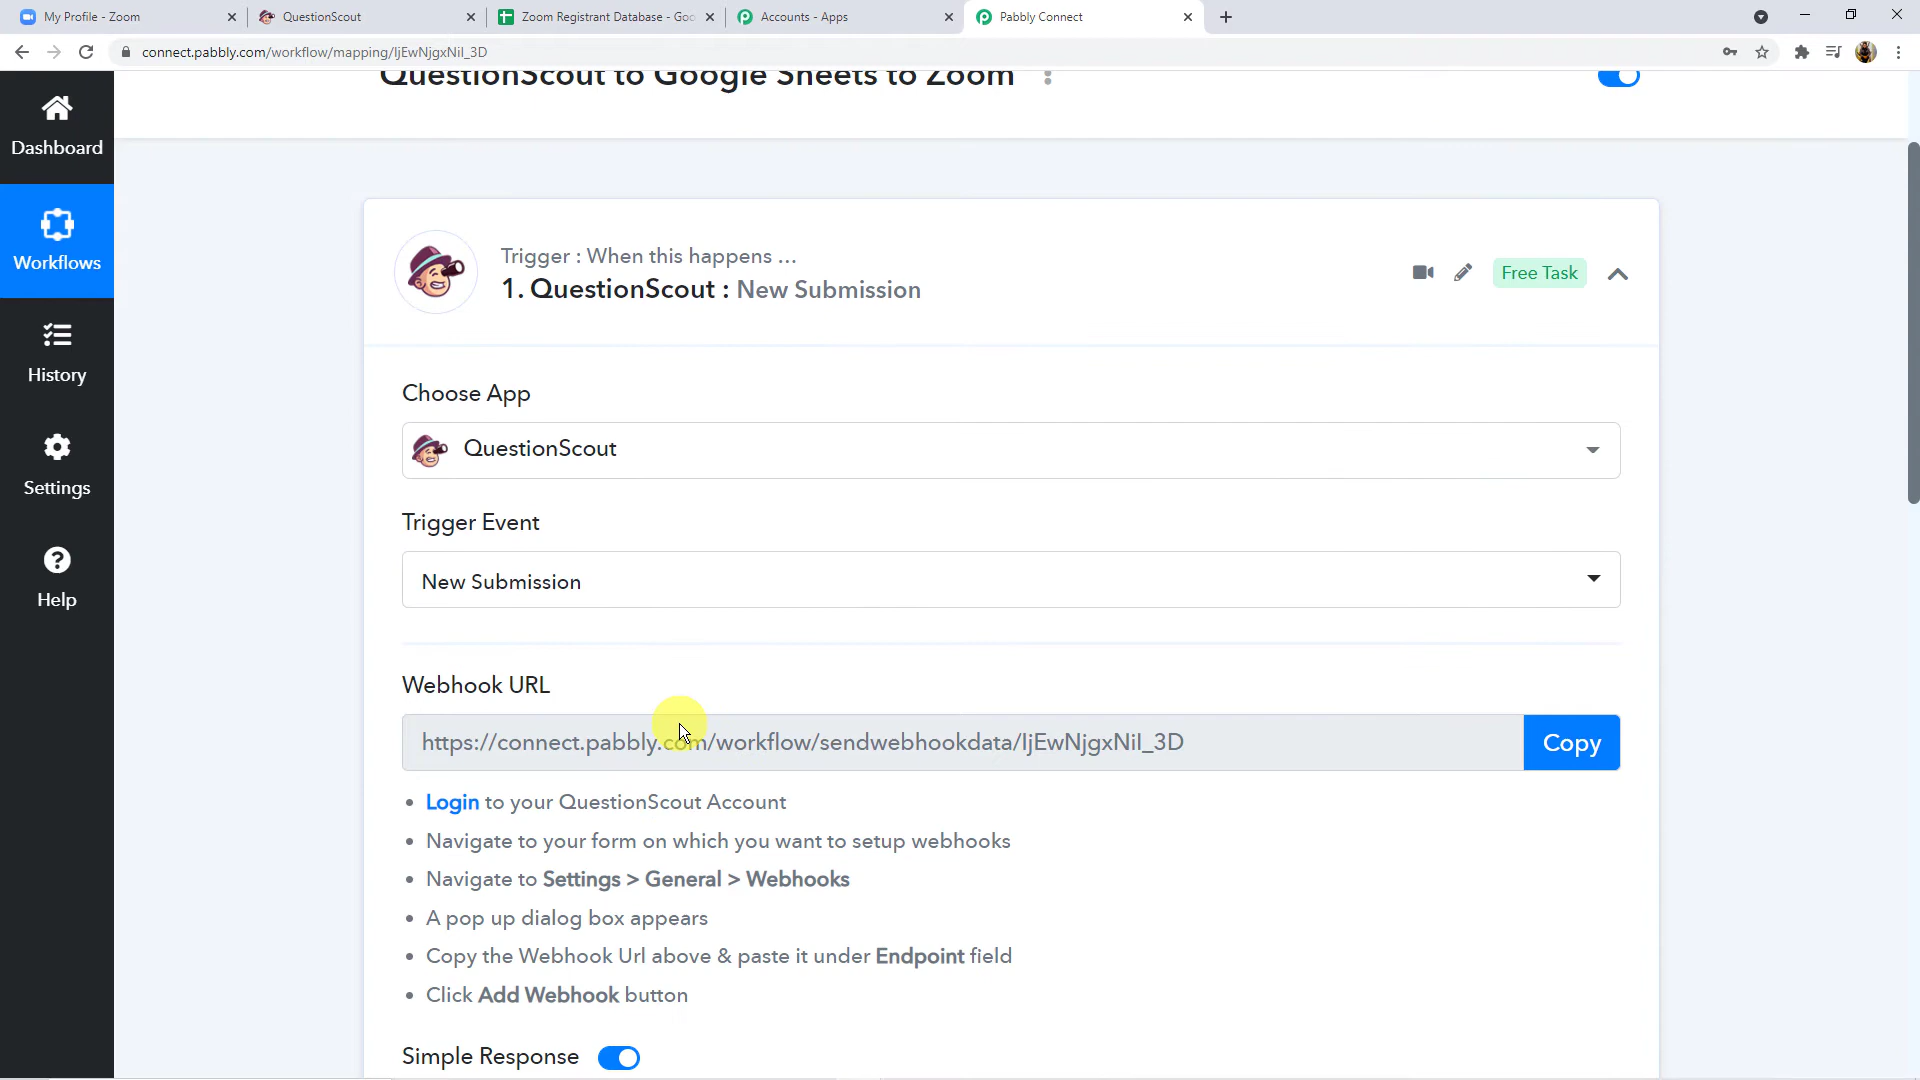 My Profile - Zoom
QuestionScout
Zoom Registrant Database - Goo
Accounts - Apps
Pabbly Connect
connect.pabbly.com/workflow/mapping/IjEwNjgxNiI_3D
QuestionScout to Google Sheets to Zoom
Dashboard
Workflows
History
Settings
Help
Trigger : When this happens ...
1. QuestionScout : New Submission
Free Task
Choose App
QuestionScout
Trigger Event
New Submission
Webhook URL
https://connect.pabbly.com/workflow/sendwebhookdata/IjEwNjgxNiI_3D
Copy
• Login to your QuestionScout Account
• Navigate to your form on which you want to setup webhooks
• Navigate to Settings > General > Webhooks
• A pop up dialog box appears
• Copy the Webhook Url above & paste it under Endpoint field
• Click Add Webhook button
Simple Response